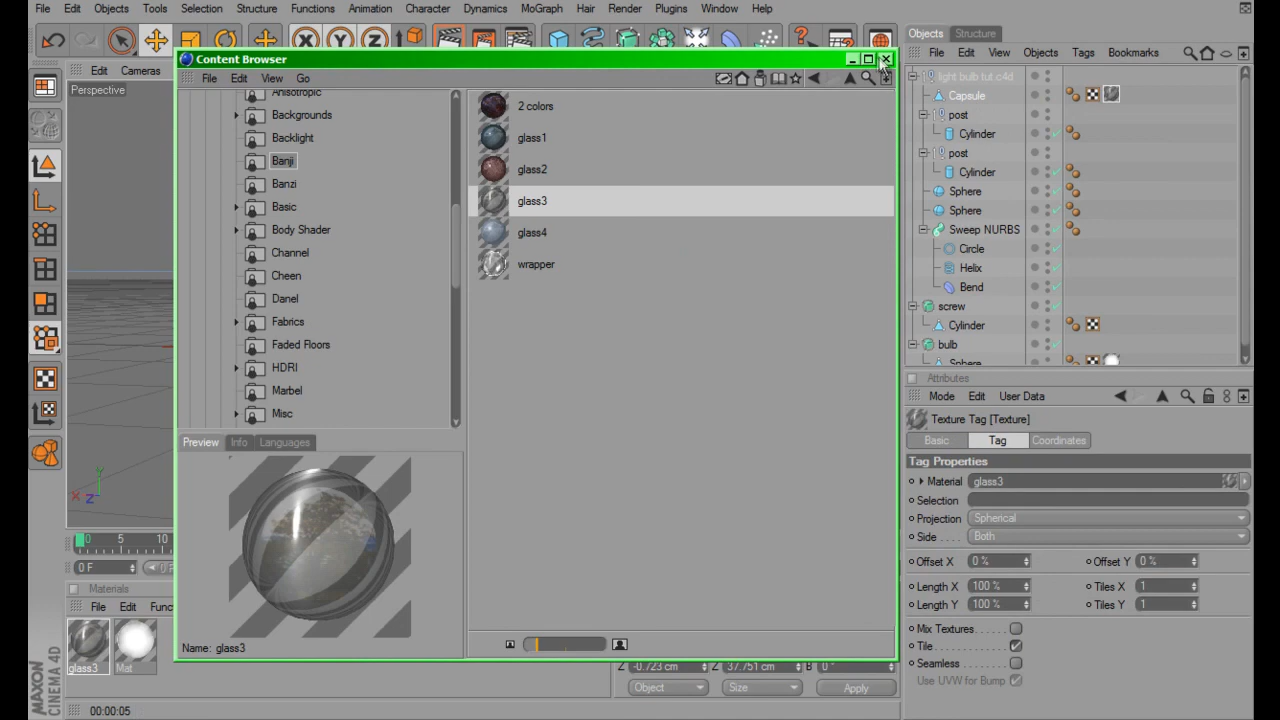 File Edit Objects Tools Selection Structure Functions Animation Character Dynamics MoGraph Hair Render Plugins Window Help
Objects Structure
Content Browser
File Edit View Objects Tags Bookmarks
Edit Cameras
File Edit View Go
Perspective
light bulb tut.c4d
Anisotropic
Capsule
2 colors
Backgrounds
post
Backlight
glass1
Cylinder
Banji
post
glass2
Banzi
Cylinder
Basic
glass3
Sphere
Sphere
Body Shader
glass4
Sweep NURBS
Channel
Circle
Cheen
wrapper
Helix
Danel
Bend
Fabrics
screw
Cylinder
Faded Floors
bulb
HDRI
Sphere
Marbel
Attributes
Misc
Mode Edit User Data
Texture Tag [Texture]
Preview Info Languages
Basic Tag Coordinates
Tag Properties
Material glass3
Selection
Projection Spherical
Side Both
0 5 10
Offset X 0 % Offset Y 0 %
0 F
Materials
Length X 100 % Tiles X 1
File Edit Func
Length Y 100 % Tiles Y 1
Mix Textures
Name: glass3
Tile
Seamless
glass3 Mat
Z -0.723 cm Z 37.751 cm B 0 °
Use UVW for Bump
Object Size Apply
MAXON
CINEMA 4D
00:00:05
X Y Z
Y
X Z